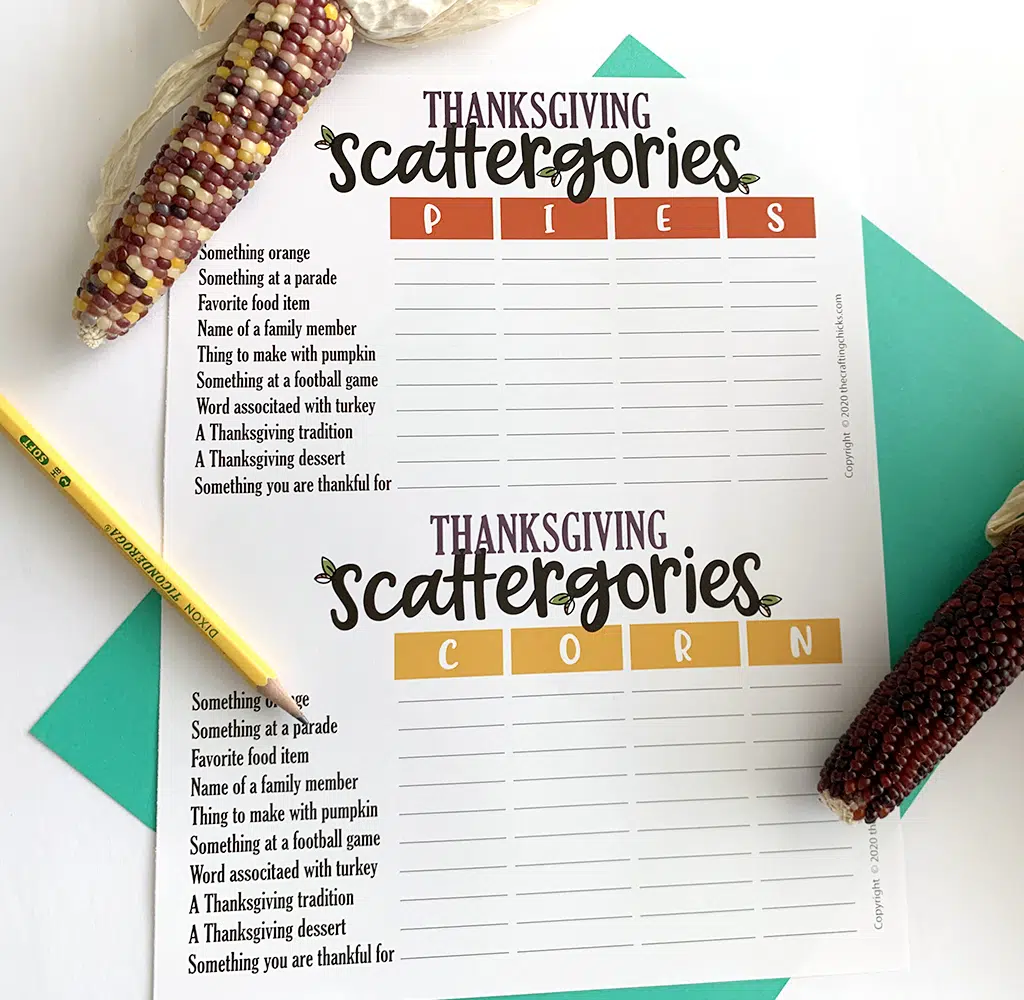 THANKSGIVING
Scattergories
P I E S
Something orange
Something at a parade
Favorite food item
Name of a family member
Thing to make with pumpkin
Something at a football game
Word associtaed with turkey
A Thanksgiving tradition
A Thanksgiving dessert
Something you are thankful for
Copyright © 2020 thecraftingchicks.com
SOFT
2 HB
DIXON TICONDEROGA®
THANKSGIVING
Scattergories
C O R N
Something
Something at a parade
Favorite food item
Name of a family member
Thing to make with pumpkin
Something at a football game
Word associtaed with turkey
A Thanksgiving tradition
A Thanksgiving dessert
Something you are thankful for
Copyright © 2020